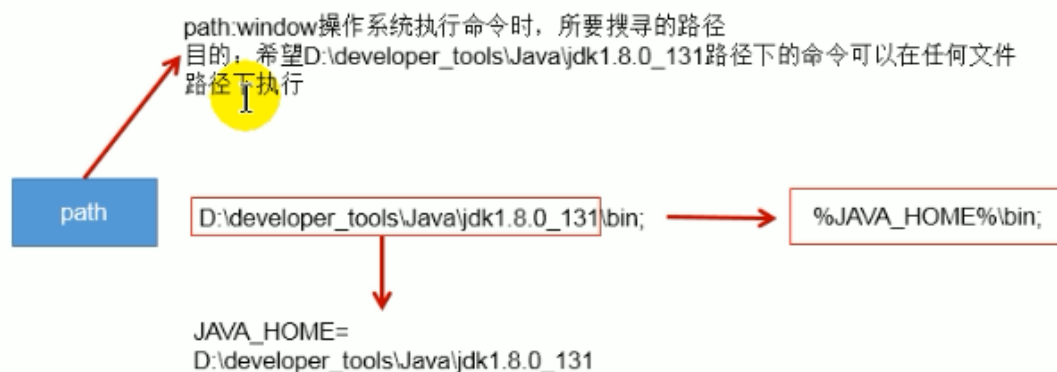 path:window操作系统执行命令时，所要搜寻的路径
目的：希望D:\developer_tools\Java\jdk1.8.0_131路径下的命令可以在任何文件
路径下执行
path
D:\developer_tools\Java\jdk1.8.0_131\bin;
%JAVA_HOME%\bin;
JAVA_HOME=
D:\developer_tools\Java\jdk1.8.0_131